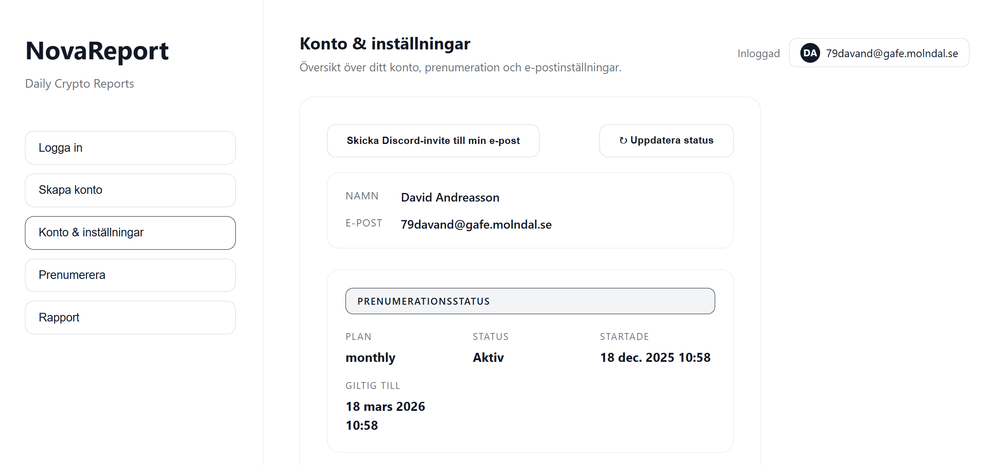 NovaReport
Daily Crypto Reports
Logga in
Skapa konto
Konto & inställningar
Prenumerera
Rapport
Konto & inställningar
Översikt över ditt konto, prenumeration och e-postinställningar.
Inloggad
DA 79davand@gafe.molndal.se
Skicka Discord-invite till min e-post
↻ Uppdatera status
NAMN David Andreasson
E-POST 79davand@gafe.molndal.se
PRENUMERATIONSSTATUS
PLAN
monthly
STATUS
Aktiv
STARTADE
18 dec. 2025 10:58
GILTIG TILL
18 mars 2026
10:58